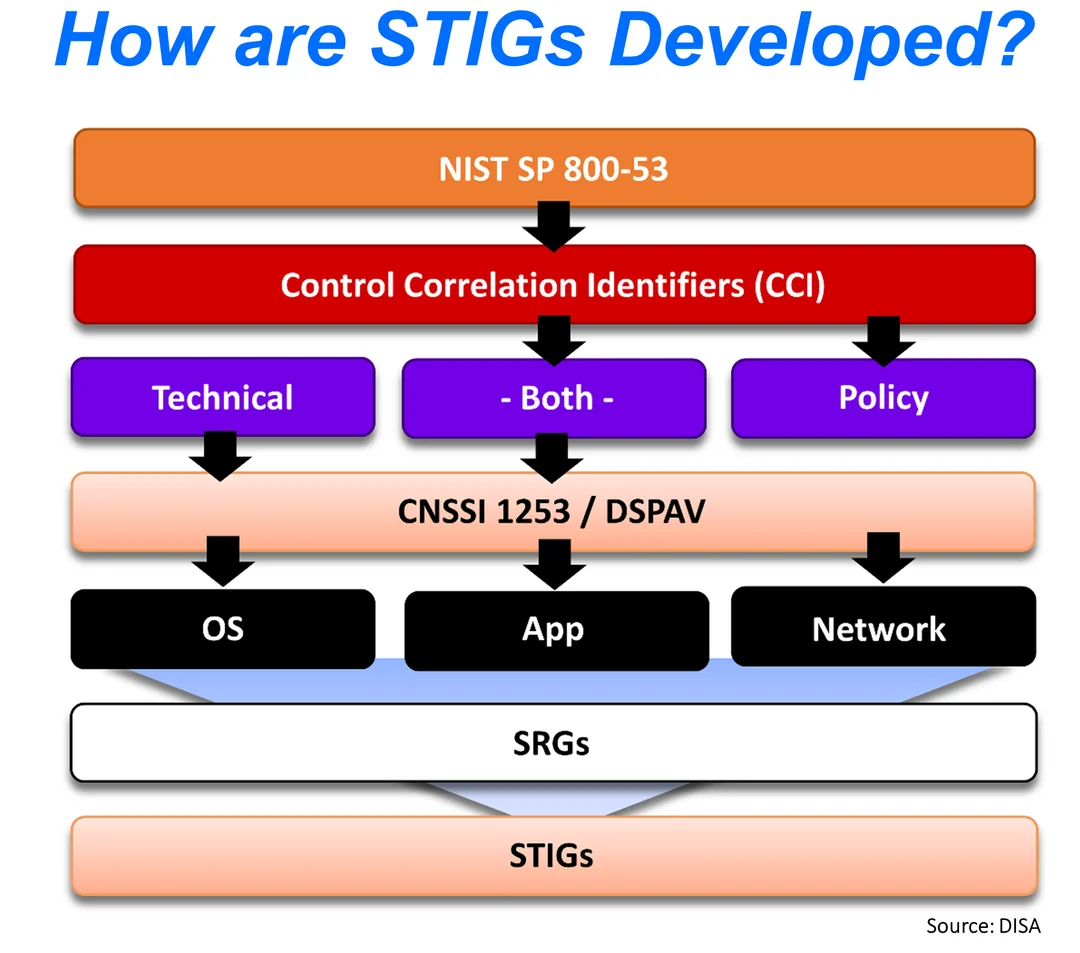 How are STIGs Developed?
NIST SP 800-53
Control Correlation Identifiers (CCI)
Technical
- Both -
Policy
CNSSI 1253 / DSPAV
OS
App
Network
SRGs
STIGs
Source: DISA